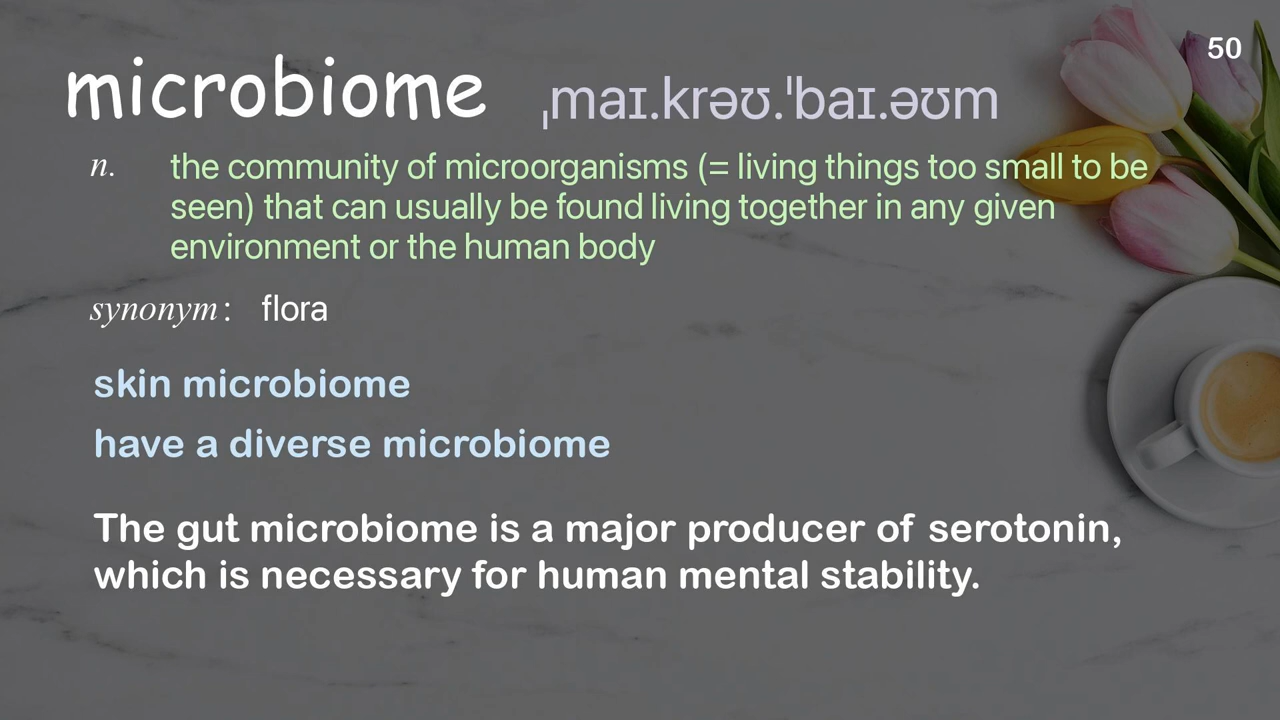 50
microbiome ˌmaɪ.krəʊ.ˈbaɪ.əʊm
n. the community of microorganisms (= living things too small to be
seen) that can usually be found living together in any given
environment or the human body
synonym: flora
skin microbiome
have a diverse microbiome
The gut microbiome is a major producer of serotonin,
which is necessary for human mental stability.